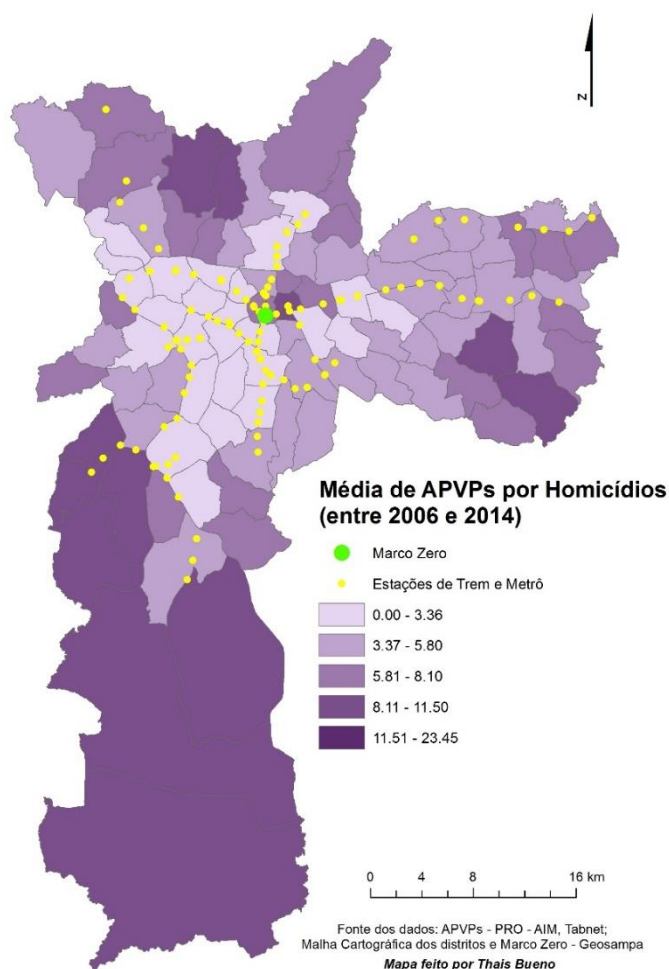 Z
Média de APVPs por Homicídios
(entre 2006 e 2014)
Marco Zero
Estações de Trem e Metrô
0.00 - 3.36
3.37 - 5.80
5.81 - 8.10
8.11 - 11.50
11.51 - 23.45
0 4 8 16 km
Fonte dos dados: APVPs - PRO - AIM, Tabnet;
Malha Cartográfica dos distritos e Marco Zero - Geosampa
Mapa feito por Thais Bueno